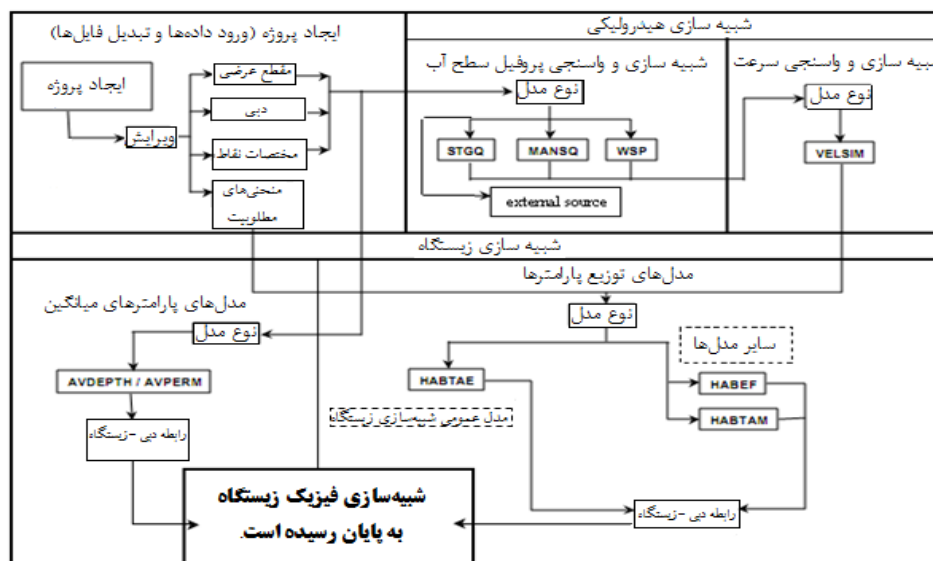 ایجاد پروژه (ورود داده‌ها و تبدیل فایل‌ها)
ایجاد پروژه
ویرایش
مقطع عرضی
دبی
مختصات نقاط
منحنی‌های
مطلوبیت
شبیه سازی هیدرولیکی
شبیه سازی و واسنجی پروفیل سطح آب
نوع مدل
STGQ
MANSQ
WSP
external source
بیه سازی و واسنجی سرعت
نوع مدل
VELSIM
شبیه سازی زیستگاه
مدل‌های پارامترهای میانگین
نوع مدل
AVDEPTH / AVPERM
رابطه دبی -زیستگاه
مدل‌های توزیع پارامترها
نوع مدل
سایر مدل‌ها
HABTAE
HABEF
HABTAM
مدل عمومی شبیه‌سازی زیستگاه
رابطه دبی -زیستگاه
شبیه‌سازی فیزیک زیستگاه
به پایان رسیده است.